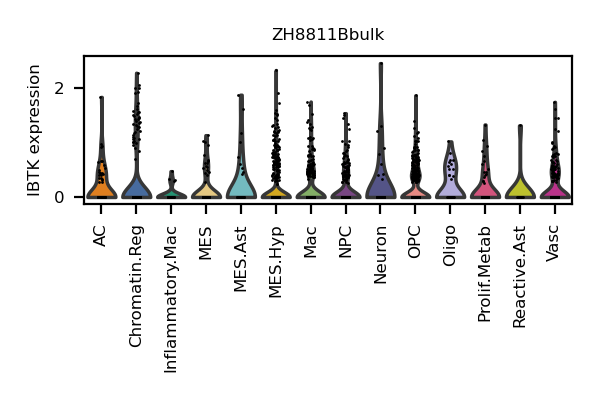 ZH8811Bbulk
IBTK expression
2
0
AC
Chromatin.Reg
Inflammatory.Mac
MES
MES.Ast
MES.Hyp
Mac
NPC
Neuron
OPC
Oligo
Prolif.Metab
Reactive.Ast
Vasc